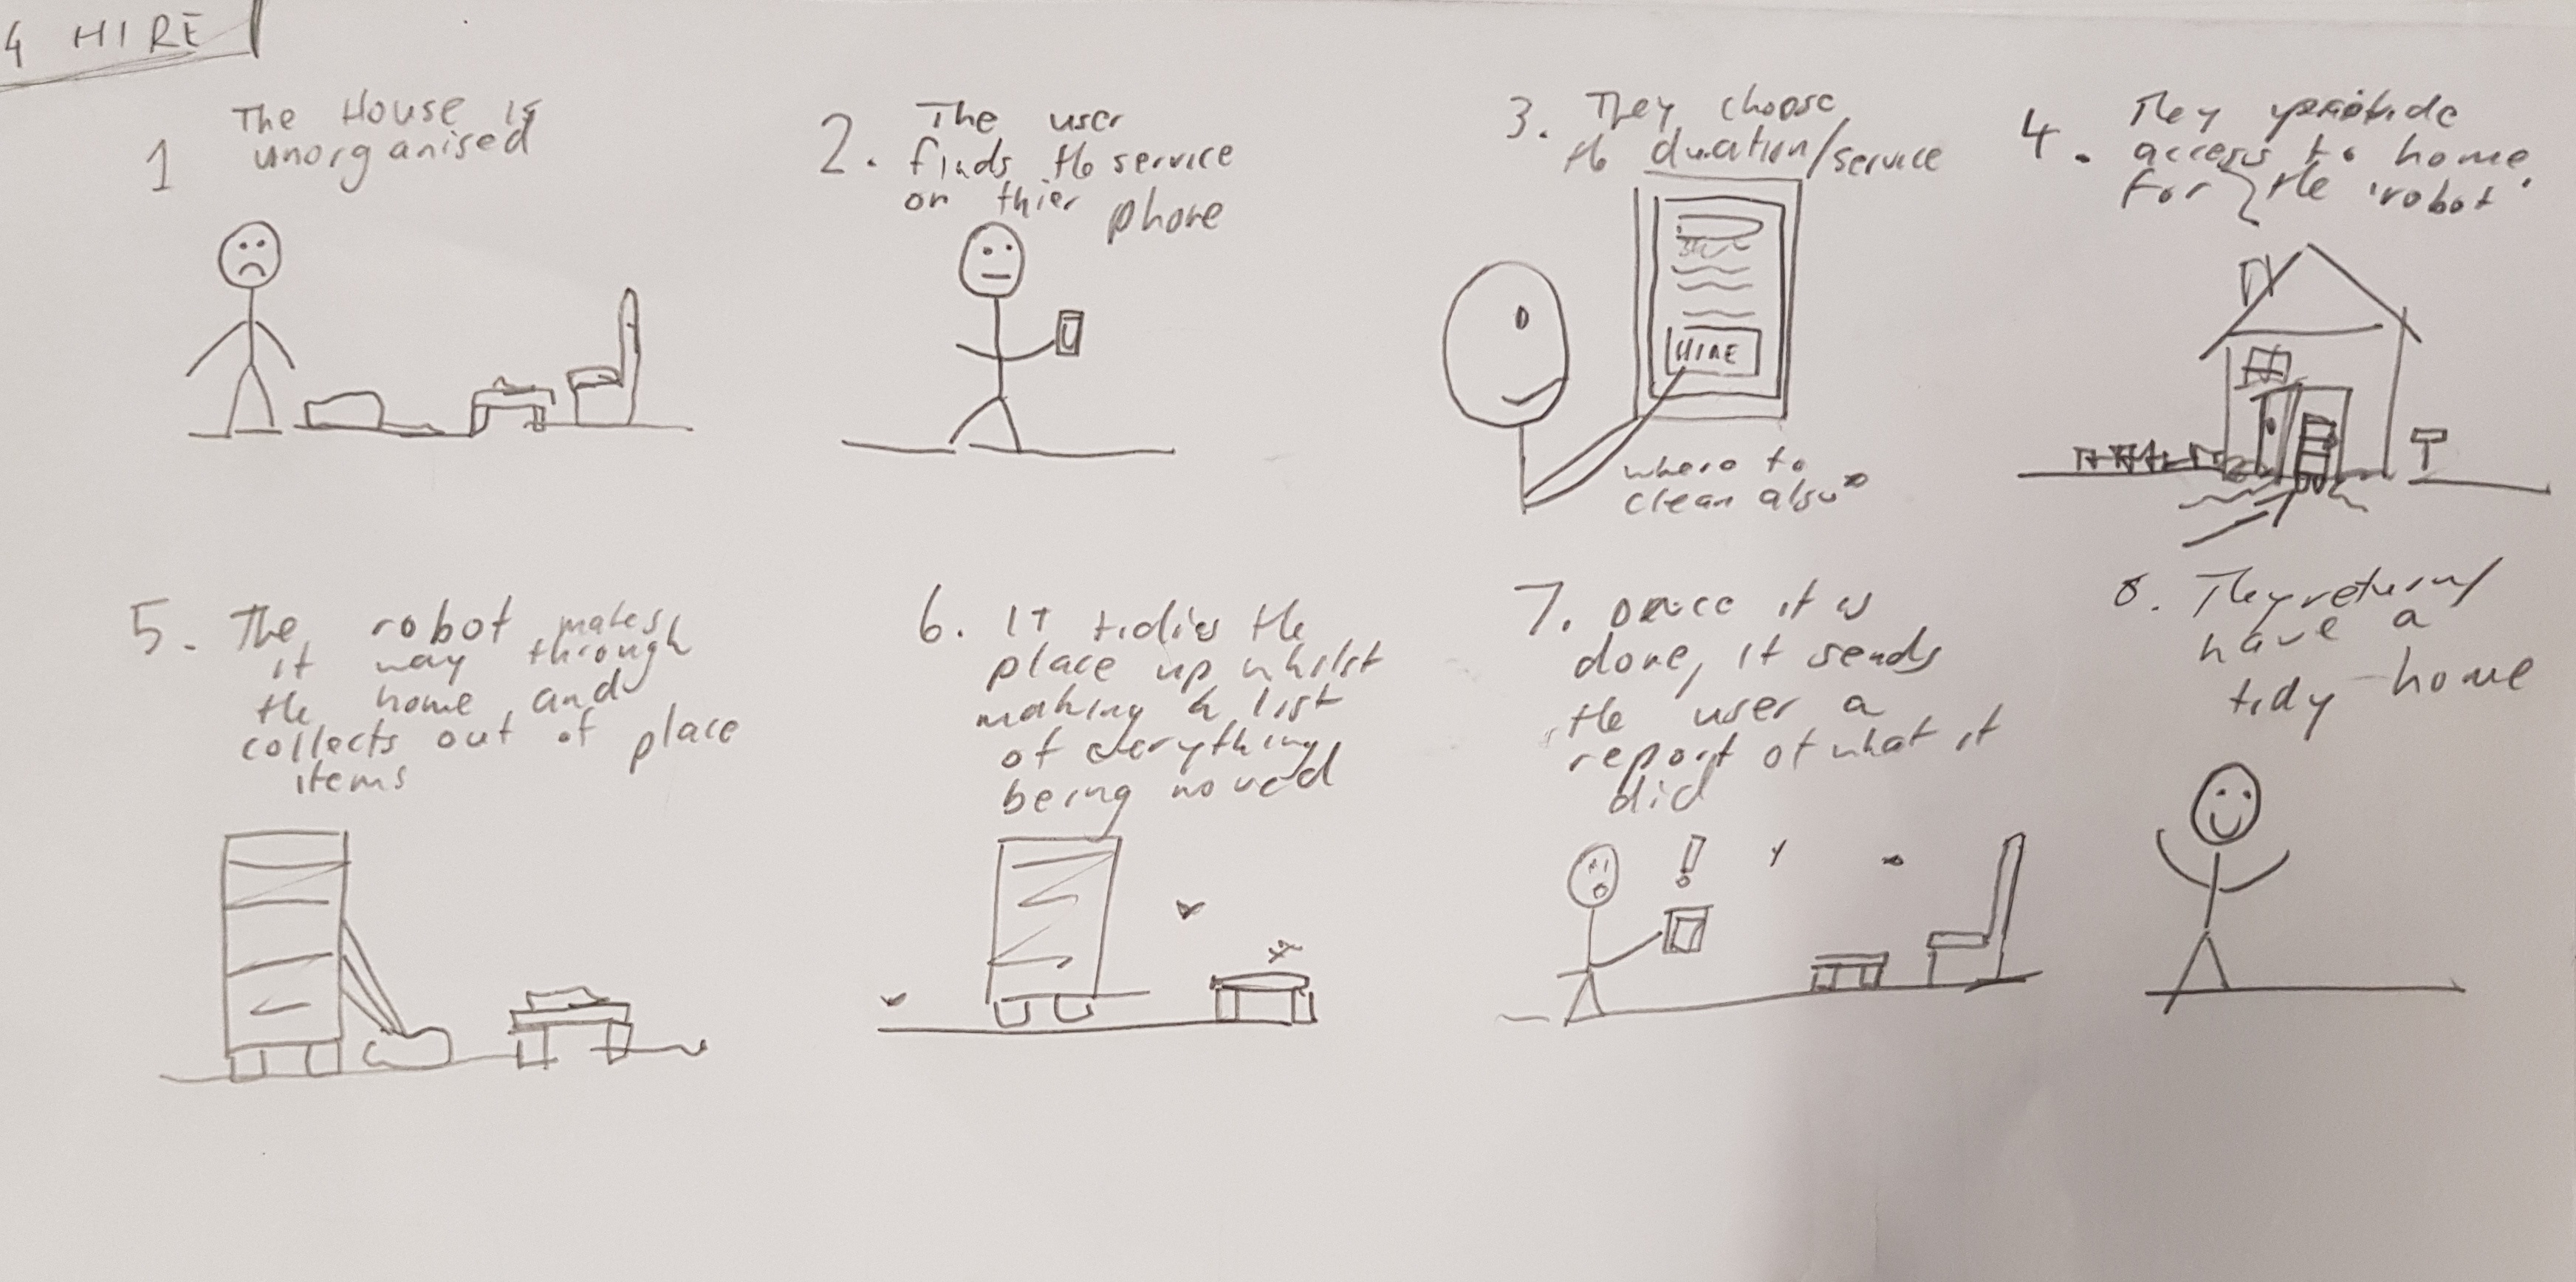 4 HIRE
1 The House is
unorganised
2. The user
finds the service
on thier phone
3. They choose
the duration/service
HIRE
where to
clean also*
4. They provide
access to home
for the 'robot'
5. The robot makes
it way through
the home and
collects out of place
items
6. IT tidies the
place up whilst
making a list
of everything
being moved
7. once it is
done, it sends
the user a
report of what it
did
!
8. They return/
have a
tidy home